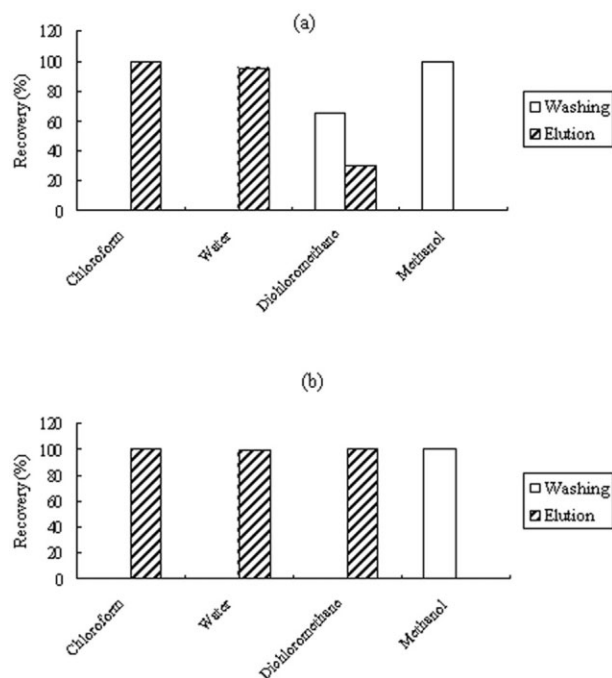 (a)
120
100
80
60
40
20
0
Recovery (%)
Chloroform
Water
Dichloromethane
Methanol
Washing
Elution
(b)
120
100
80
60
40
20
0
Recovery (%)
Chloroform
Water
Dichloromethane
Methanol
Washing
Elution